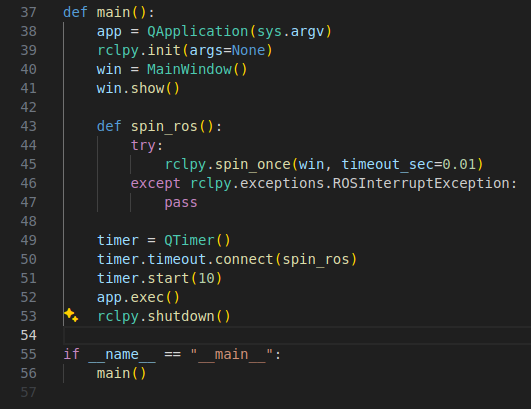 37 def main():
38     app = QApplication(sys.argv)
39     rclpy.init(args=None)
40     win = MainWindow()
41     win.show()
42
43     def spin_ros():
44         try:
45             rclpy.spin_once(win, timeout_sec=0.01)
46         except rclpy.exceptions.ROSInterruptException:
47             pass
48
49     timer = QTimer()
50     timer.timeout.connect(spin_ros)
51     timer.start(10)
52     app.exec()
53     rclpy.shutdown()
54
55 if __name__ == "__main__":
56     main()
57